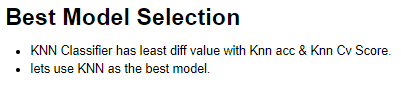 Best Model Selection
• KNN Classifier has least diff value with Knn acc & Knn Cv Score.
• lets use KNN as the best model.